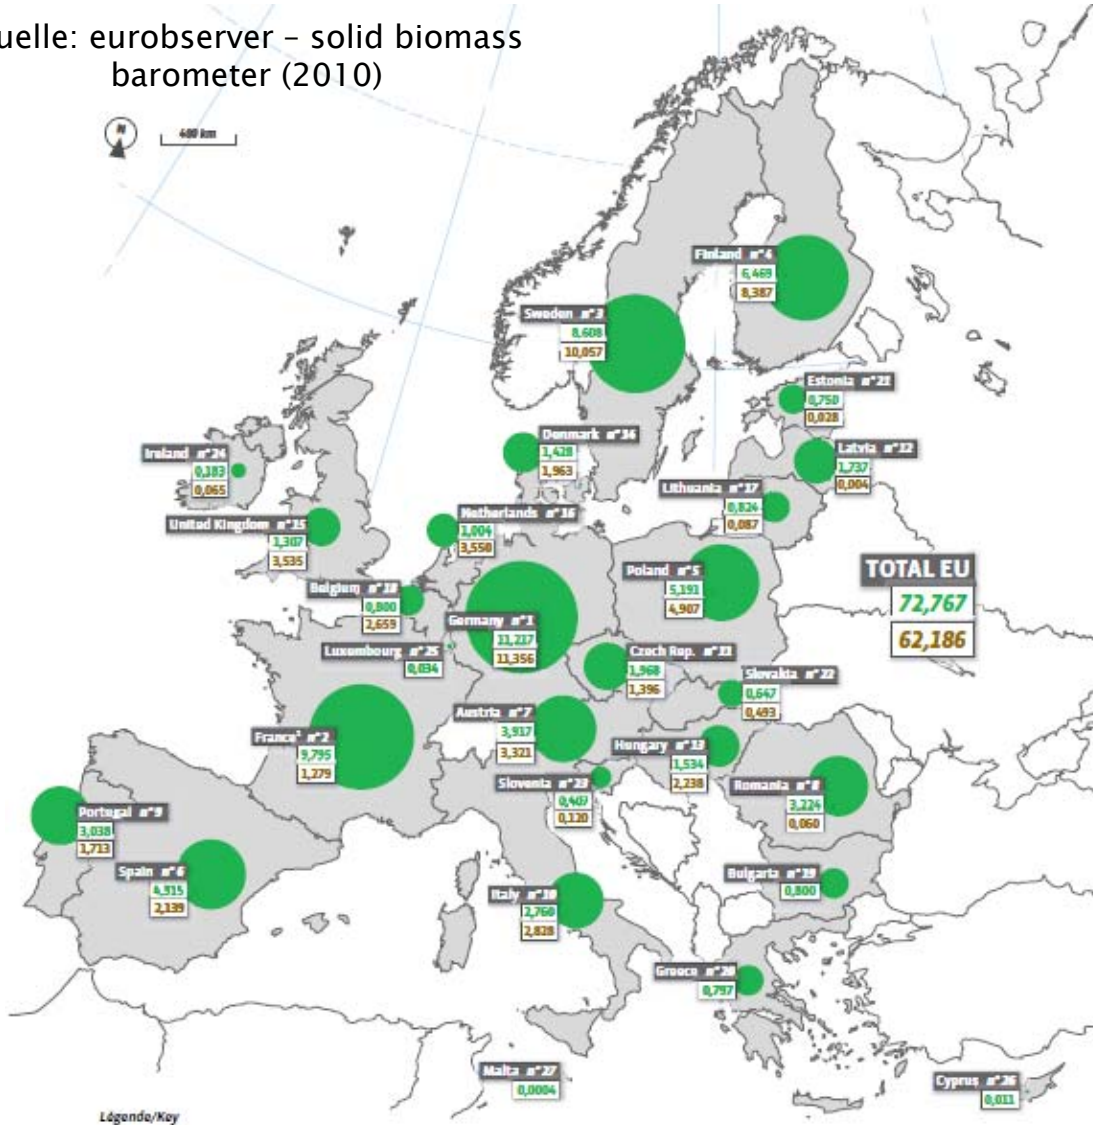 uelle: eurobserver – solid biomass
barometer (2010)
N
400 km
Finland n°4
6,469
8,387
Sweden n°3
8,608
10,057
Estonia n°21
0,750
0,028
Denmark n°14
1,428
1,963
Latvia n°12
1,737
0,004
Ireland n°24
0,183
0,065
Lithuania n°17
0,824
0,087
Netherlands n°16
1,004
3,550
United Kingdom n°15
1,307
3,535
Poland n°5
5,191
4,907
TOTAL EU
72,767
62,186
Belgium n°18
0,800
2,659
Germany n°1
11,217
11,356
Luxembourg n°25
0,034
Czech Rep. n°11
1,968
1,396
Slovakia n°22
0,647
0,493
Austria n°7
3,917
3,321
France¹ n°2
9,795
1,279
Hungary n°13
1,534
2,238
Slovenia n°23
0,407
0,120
Romania n°8
3,224
0,060
Portugal n°9
3,038
1,713
Spain n°6
4,315
2,139
Bulgaria n°19
0,800
Italy n°10
2,760
2,828
Greece n°20
0,797
Malta n°27
0,0004
Cyprus n°26
0,011
Légende/Key